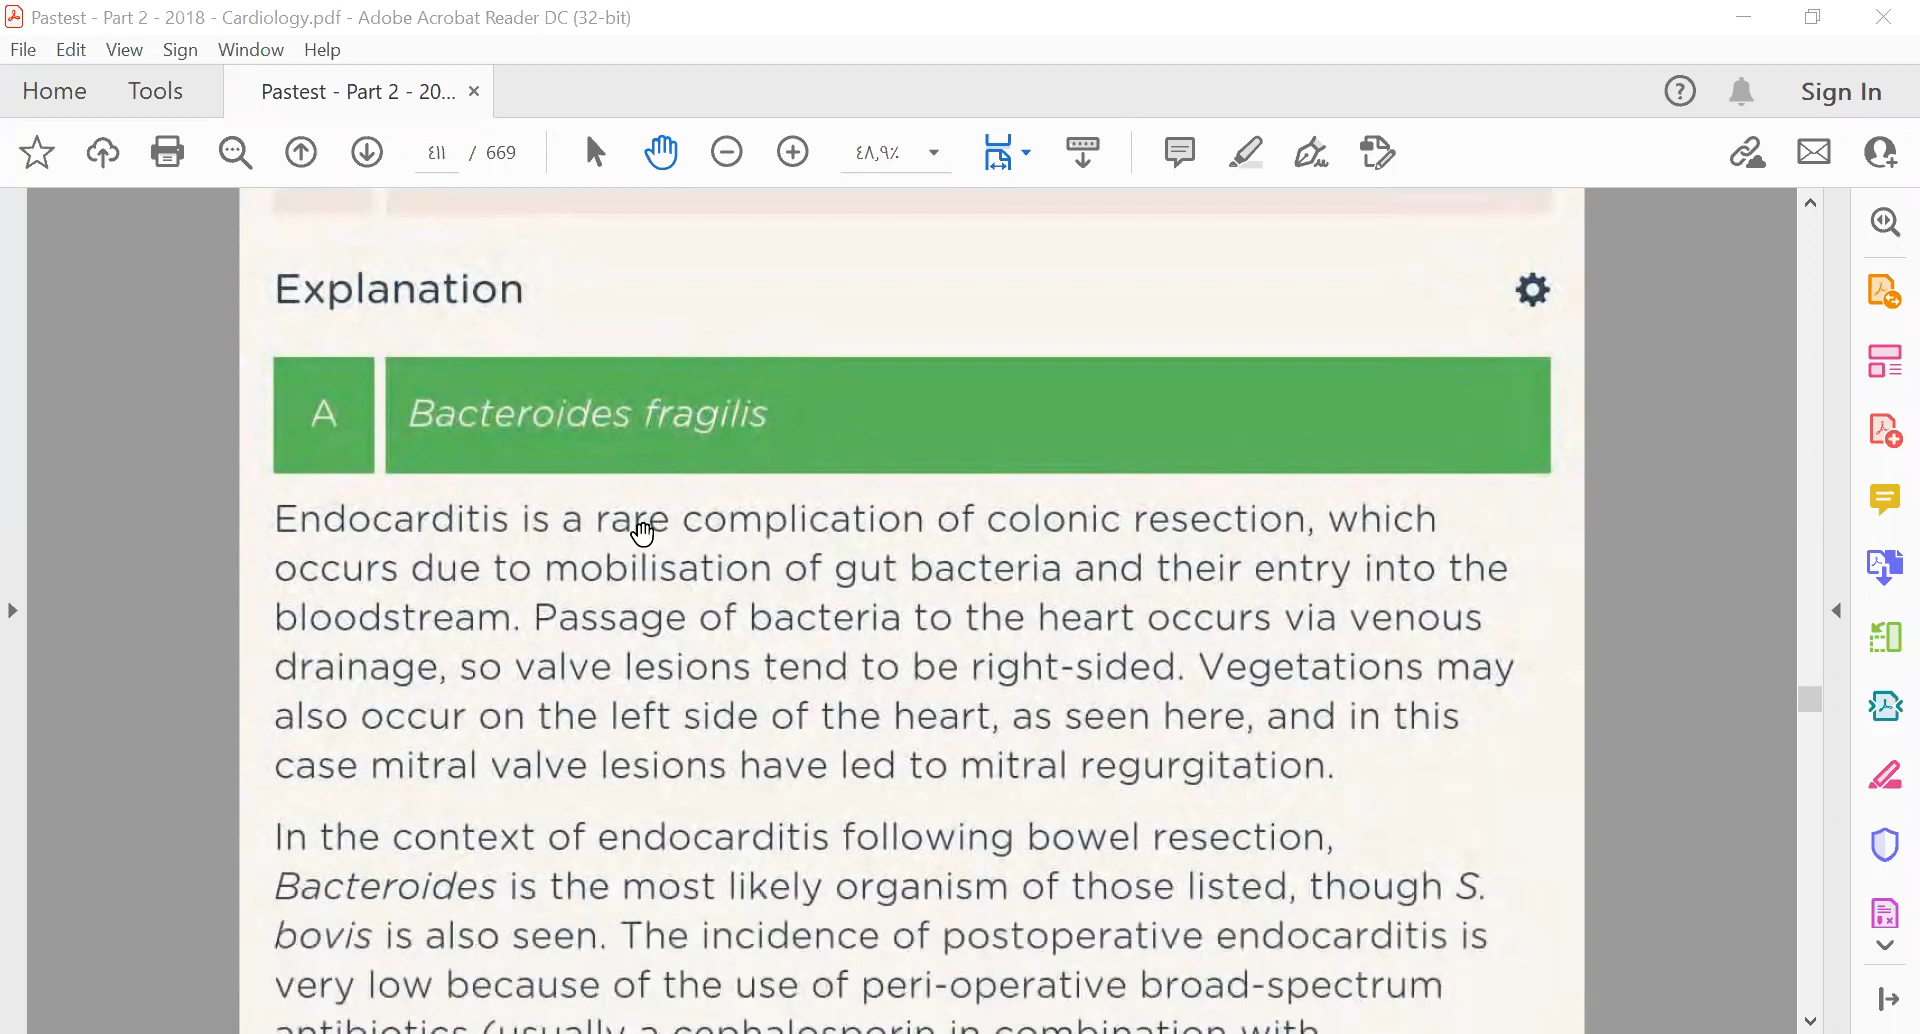 Pastest - Part 2 - 2018 - Cardiology.pdf - Adobe Acrobat Reader DC (32-bit)
File Edit View Sign Window Help
Home Tools Pastest - Part 2 - 20... × Sign In
٤١١ / 669 ٤٨,٩٪
Explanation
A Bacteroides fragilis
Endocarditis is a rare complication of colonic resection, which
occurs due to mobilisation of gut bacteria and their entry into the
bloodstream. Passage of bacteria to the heart occurs via venous
drainage, so valve lesions tend to be right-sided. Vegetations may
also occur on the left side of the heart, as seen here, and in this
case mitral valve lesions have led to mitral regurgitation.
In the context of endocarditis following bowel resection,
Bacteroides is the most likely organism of those listed, though S.
bovis is also seen. The incidence of postoperative endocarditis is
very low because of the use of peri-operative broad-spectrum
antibiotics (usually a cephalosporin in combination with